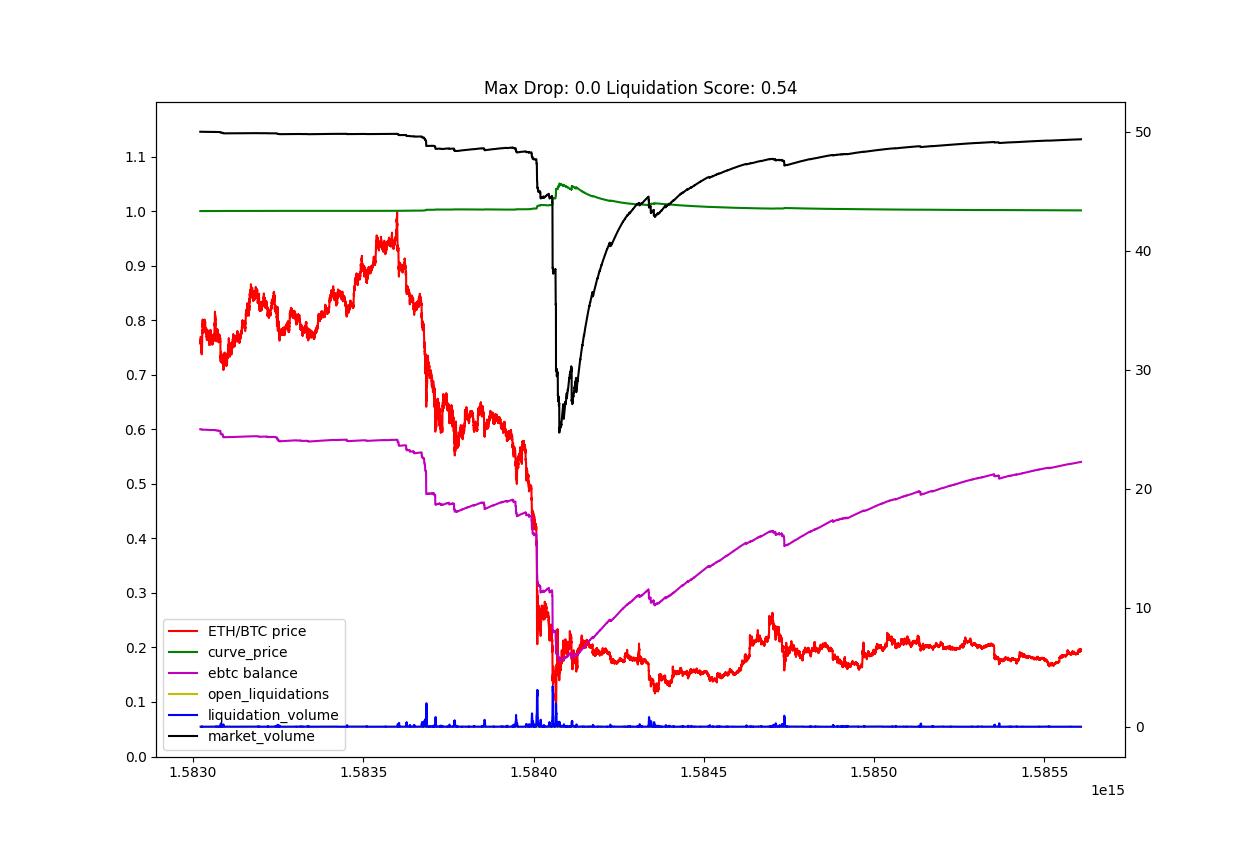 Max Drop: 0.0 Liquidation Score: 0.54
1.1
1.0
0.9
0.8
0.7
0.6
0.5
0.4
0.3
0.2
0.1
0.0
50
40
30
20
10
0
ETH/BTC price
curve_price
ebtc balance
open_liquidations
liquidation_volume
market_volume
1.5830 1.5835 1.5840 1.5845 1.5850 1.5855
1e15